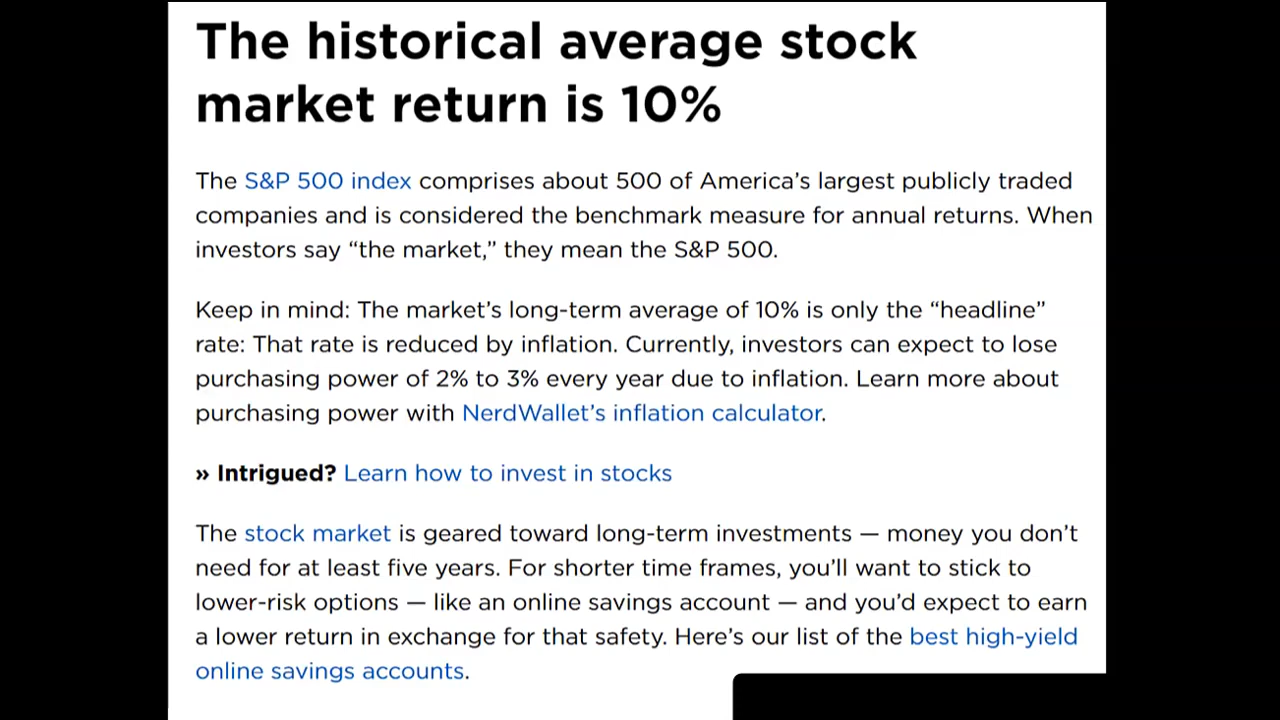 The historical average stock
market return is 10%
The S&P 500 index comprises about 500 of America’s largest publicly traded
companies and is considered the benchmark measure for annual returns. When
investors say “the market,” they mean the S&P 500.
Keep in mind: The market’s long-term average of 10% is only the “headline”
rate: That rate is reduced by inflation. Currently, investors can expect to lose
purchasing power of 2% to 3% every year due to inflation. Learn more about
purchasing power with NerdWallet’s inflation calculator.
» Intrigued? Learn how to invest in stocks
The stock market is geared toward long-term investments — money you don’t
need for at least five years. For shorter time frames, you’ll want to stick to
lower-risk options — like an online savings account — and you’d expect to earn
a lower return in exchange for that safety. Here’s our list of the best high-yield
online savings accounts.